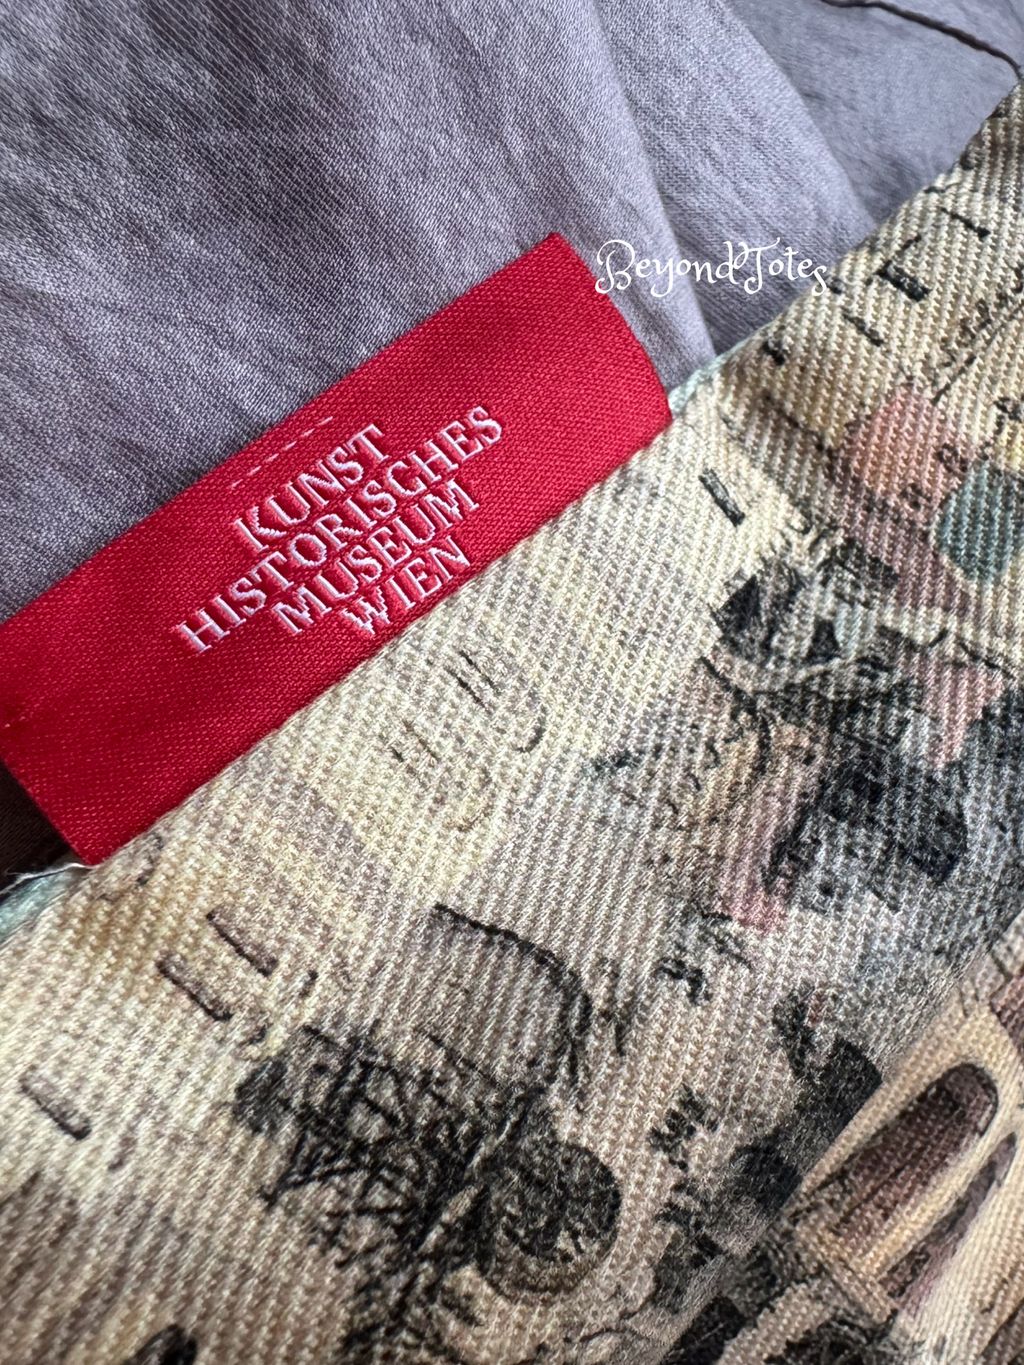 BeyondTotes
KUNST
HISTORISCHES
MUSEUM
WIEN